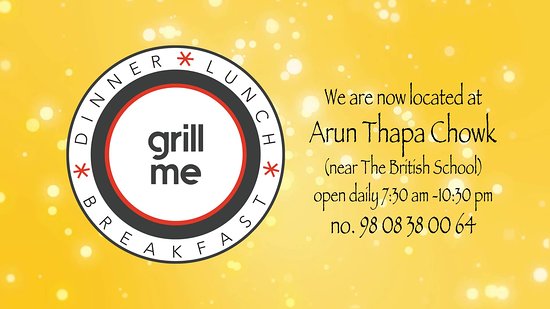 DINNER * LUNCH * BREAKFAST *
grill
me
We are now located at
Arun Thapa Chowk
(near The British School)
open daily 7:30 am -10:30 pm
no. 98 08 38 00 64